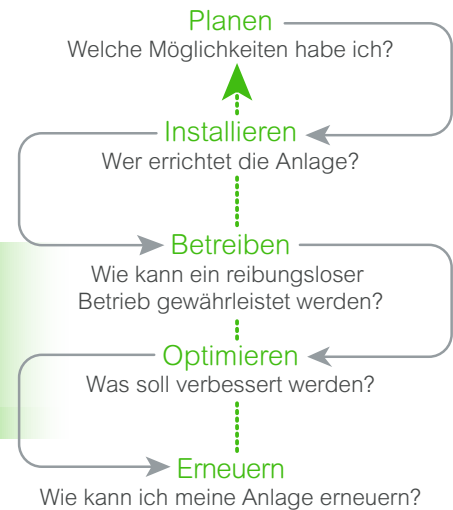 Planen
Welche Möglichkeiten habe ich?
Installieren
Wer errichtet die Anlage?
Betreiben
Wie kann ein reibungsloser
Betrieb gewährleistet werden?
Optimieren
Was soll verbessert werden?
Erneuern
Wie kann ich meine Anlage erneuern?